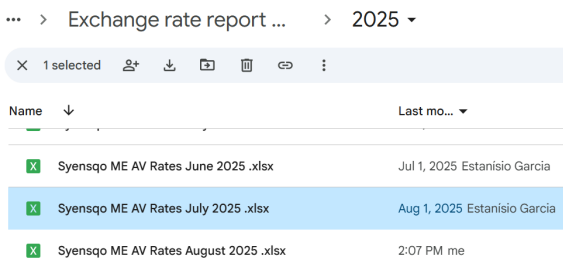 Exchange rate report ... 2025
1 selected
Name Last mo...
Syensqo ME AV Rates June 2025 .xlsx Jul 1, 2025 Estanísio Garcia
Syensqo ME AV Rates July 2025 .xlsx Aug 1, 2025 Estanísio Garcia
Syensqo ME AV Rates August 2025 .xlsx 2:07 PM me